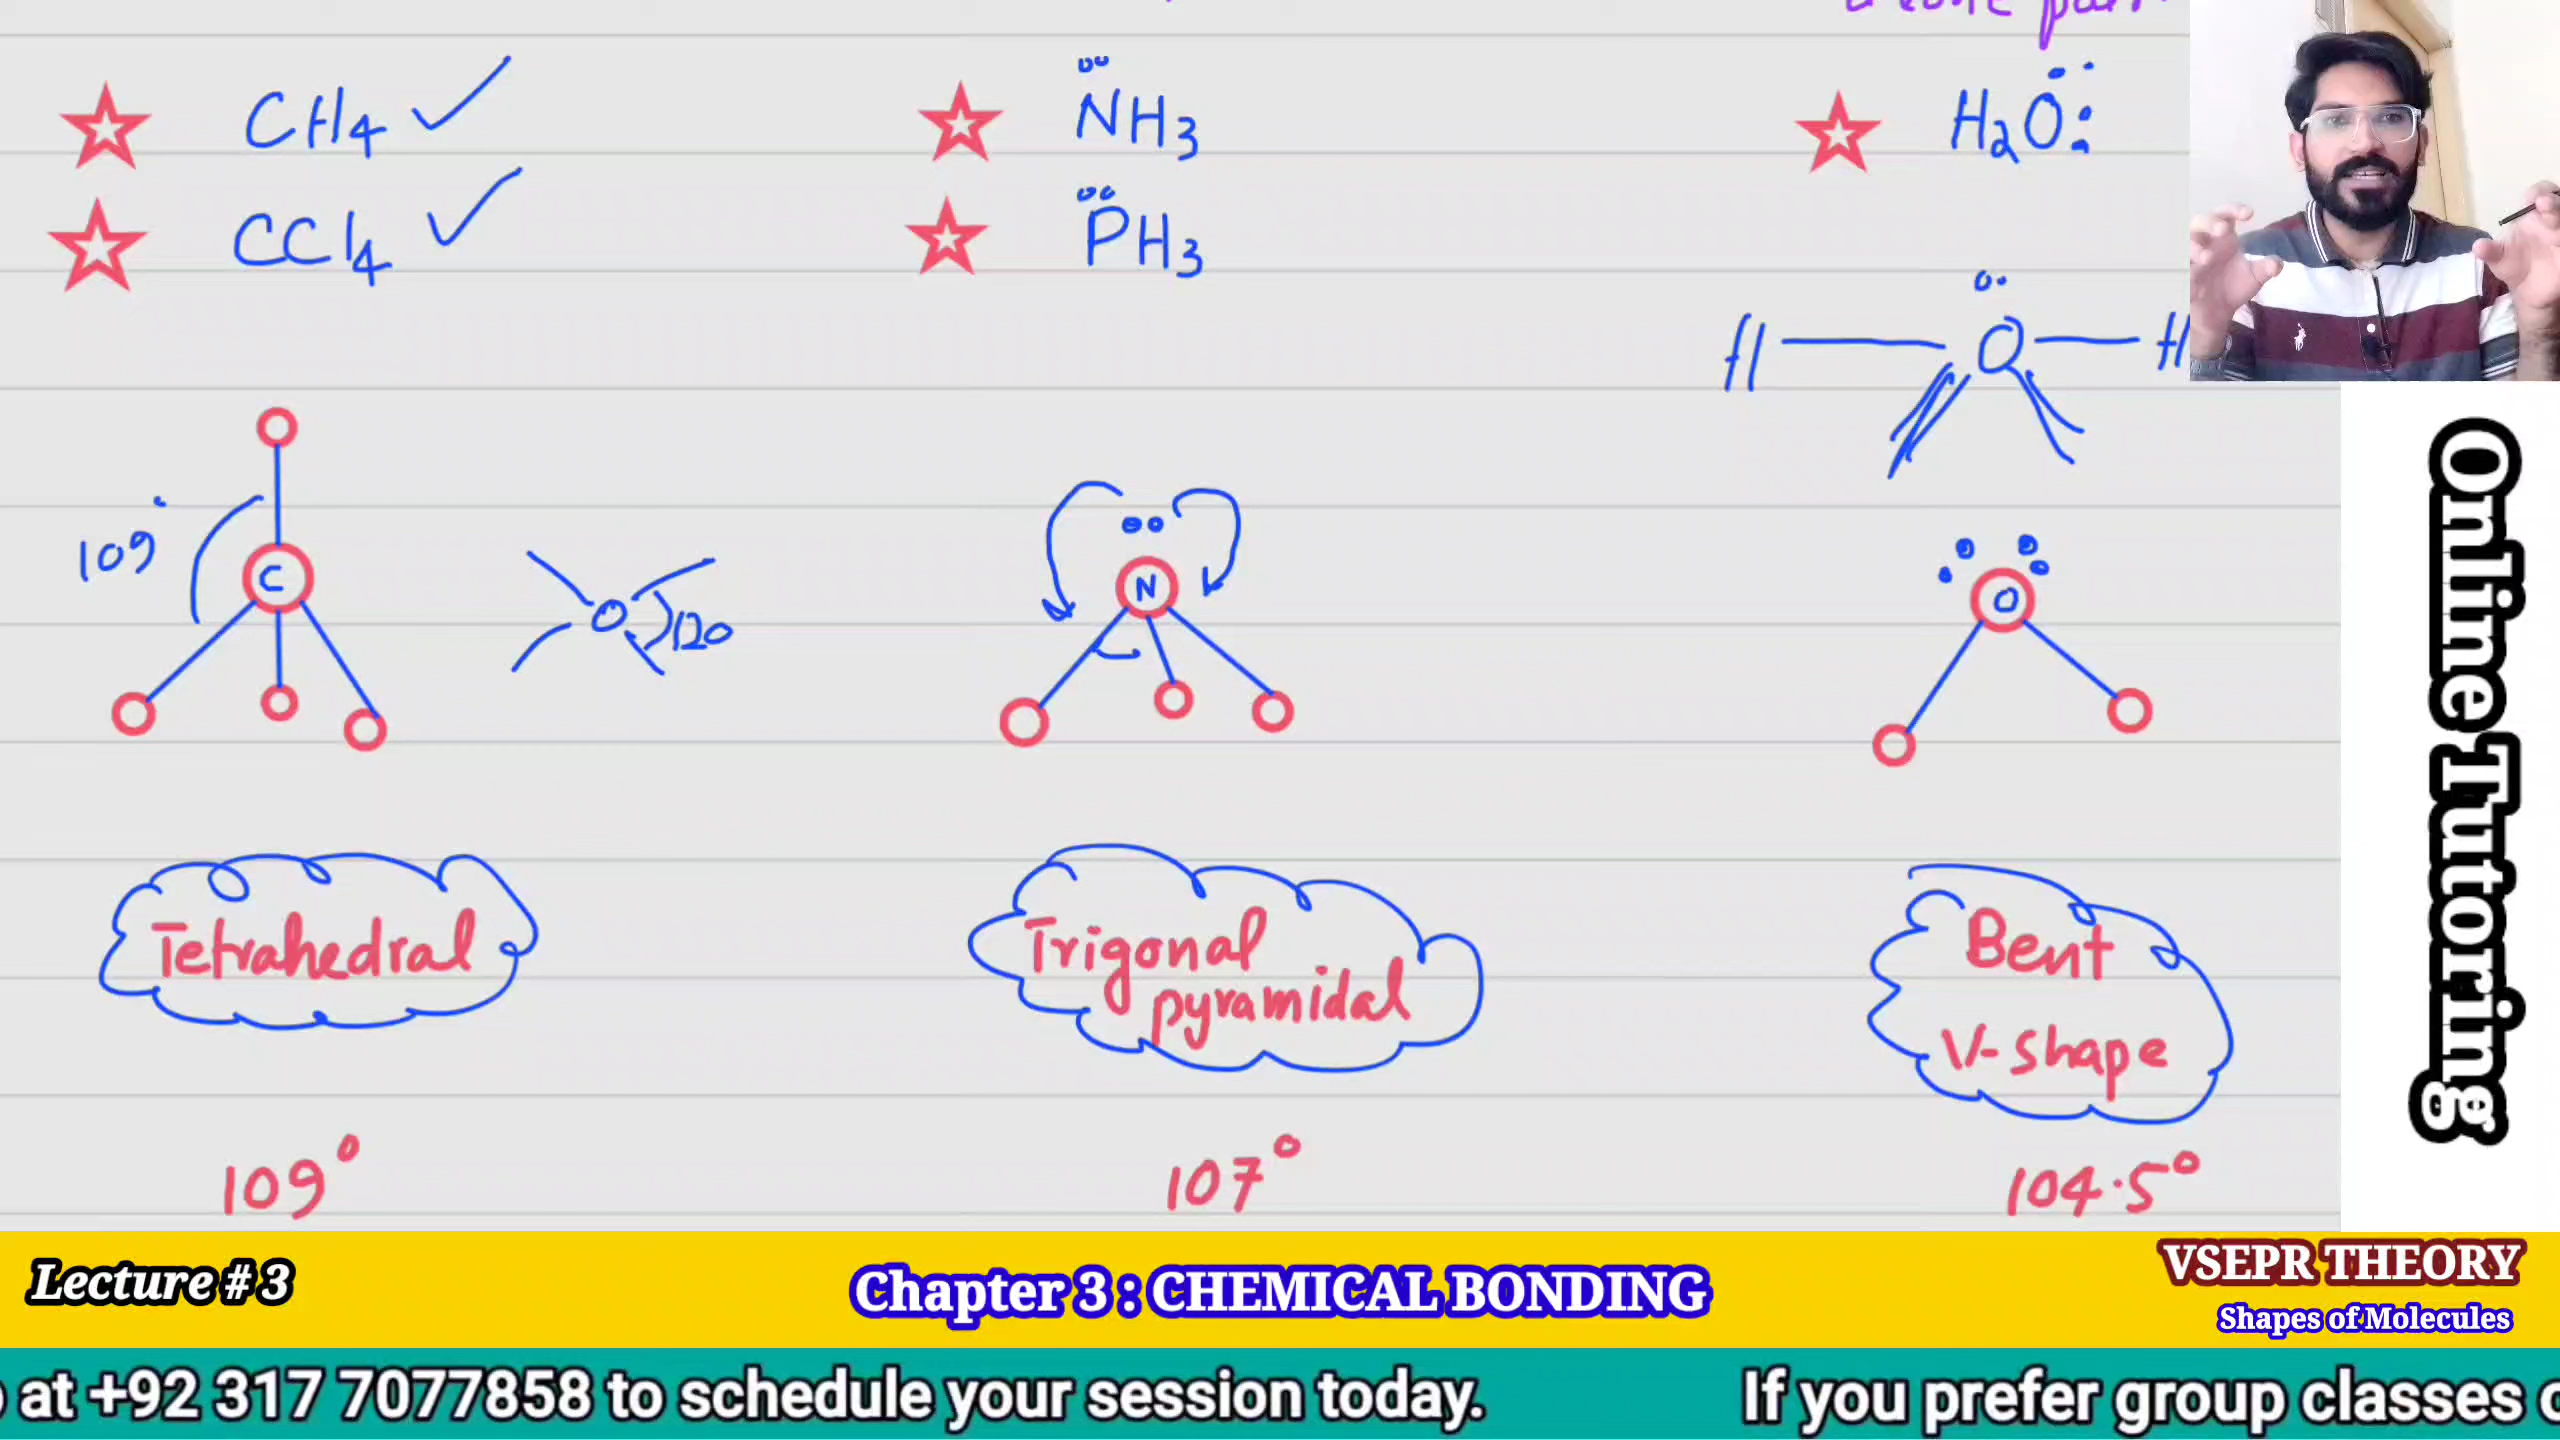 CH4 ✓
CCl4 ✓
NH3
PH3
H2O
H O H
109°
C
O 120
N
O
Tetrahedral
Trigonal
pyramidal
Bent
V-shape
109°
107°
104.5°
Online Tutoring
Lecture # 3
Chapter 3 : CHEMICAL BONDING
VSEPR THEORY
Shapes of Molecules
at +92 317 7077858 to schedule your session today.
If you prefer group classes